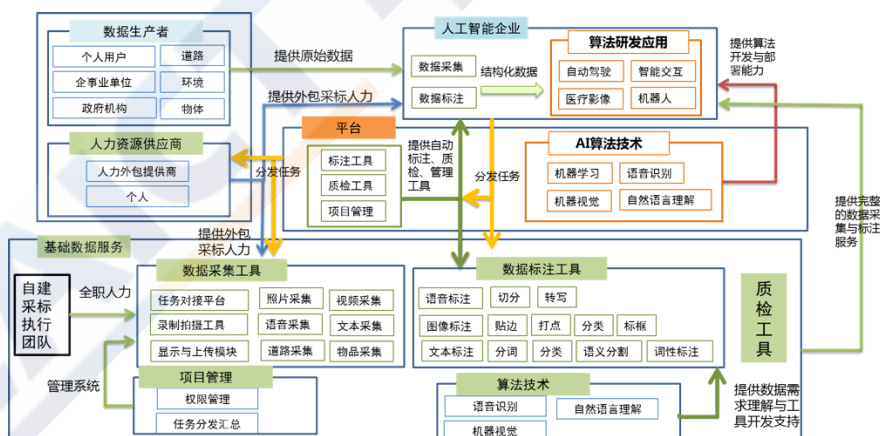 数据生产者
个人用户
道路
企事业单位
环境
政府机构
物体
人力资源供应商
人力外包提供商
个人
提供原始数据
提供外包采标人力
人工智能企业
数据采集
数据标注
结构化数据
算法研发应用
自动驾驶
智能交互
医疗影像
机器人
提供算法
开发与部
署能力
平台
标注工具
质检工具
项目管理
提供自动
标注、质
检、管理
工具
分发任务
分发任务
AI算法技术
机器学习
语音识别
机器视觉
自然语言理解
提供完整
的数据采
集与标注
服务
基础数据服务
提供外包
采标人力
自建
采标
执行
团队
全职人力
管理系统
数据采集工具
任务对接平台
照片采集
视频采集
录制拍摄工具
语音采集
文本采集
显示与上传模块
道路采集
物品采集
项目管理
权限管理
任务分发汇总
数据标注工具
语音标注
切分
转写
图像标注
贴边
打点
分类
标框
文本标注
分词
分类
语义分割
词性标注
质
检
工
具
算法技术
语音识别
自然语言理解
机器视觉
提供数据需
求理解与工
具开发支持